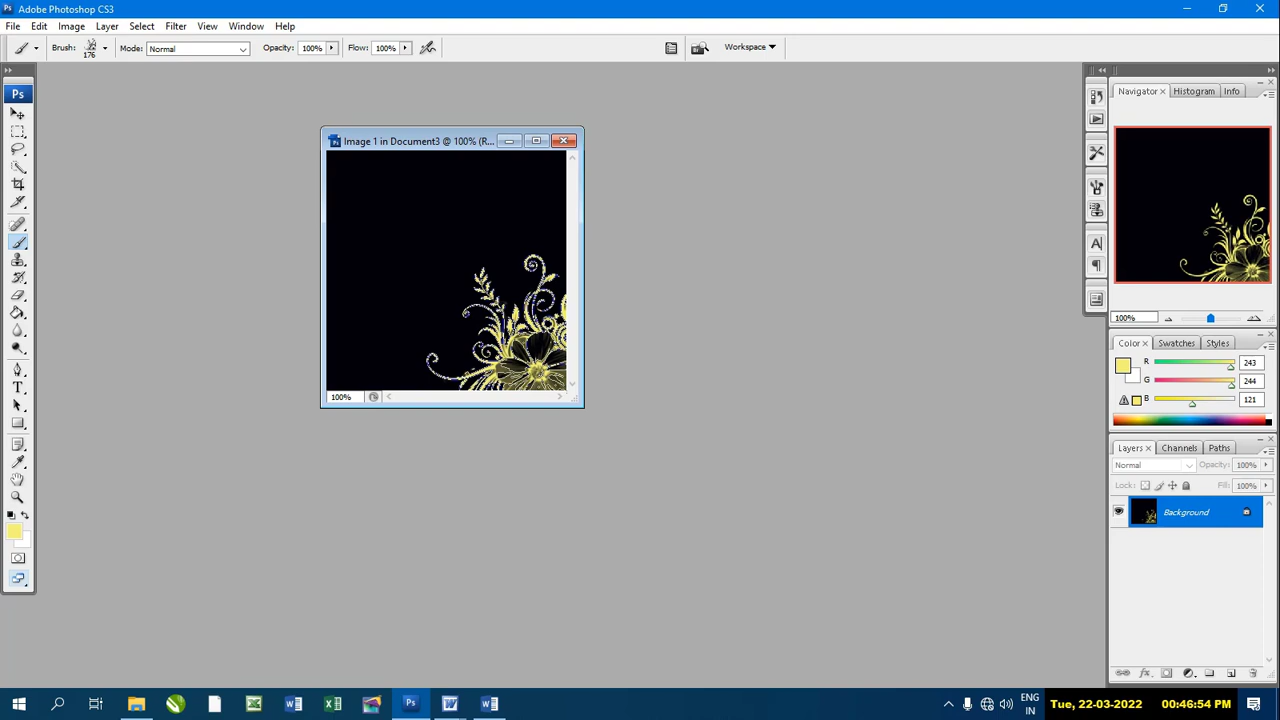 Ps Adobe Photoshop CS3
File Edit Image Layer Select Filter View Window Help
Brush: 176 Mode: Normal Opacity: 100% Flow: 100% Workspace
Ps
Navigator Histogram Info
Image 1 in Document3 @ 100% (R...
100%
100%
Color Swatches Styles
R 243
G 244
B 121
Layers Channels Paths
Normal Opacity: 100%
Lock: Fill: 100%
Background
T
A
Ps
ENG
IN
Tue, 22-03-2022 00:46:54 PM